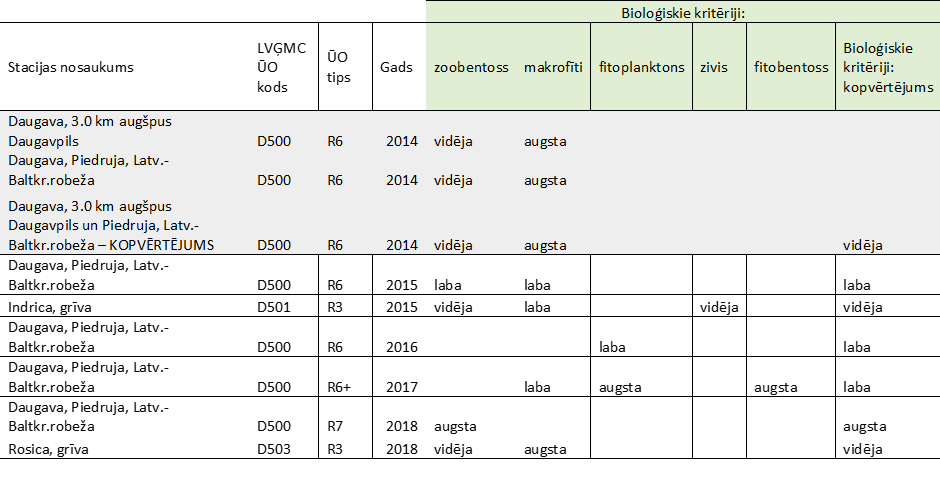 Bioloģiskie kritēriji:
Stacijas nosaukums LVĢMC ŪO kods ŪO tips Gads zoobentoss makrofīti fitoplanktons zivis fitobentoss Bioloģiskie kritēriji: kopvērtējums
Daugava, 3.0 km augšpus
Daugavpils D500 R6 2014 vidēja augsta
Daugava, Piedruja, Latv.-
Baltkr.robeža D500 R6 2014 vidēja augsta
Daugava, 3.0 km augšpus
Daugavpils un Piedruja, Latv.-
Baltkr.robeža – KOPVĒRTĒJUMS D500 R6 2014 vidēja augsta vidēja
Daugava, Piedruja, Latv.-
Baltkr.robeža D500 R6 2015 laba laba laba
Indrica, grīva D501 R3 2015 vidēja laba vidēja vidēja
Daugava, Piedruja, Latv.-
Baltkr.robeža D500 R6 2016 laba laba
Daugava, Piedruja, Latv.-
Baltkr.robeža D500 R6+ 2017 laba augsta augsta laba
Daugava, Piedruja, Latv.-
Baltkr.robeža D500 R7 2018 augsta augsta
Rosica, grīva D503 R3 2018 vidēja augsta vidēja